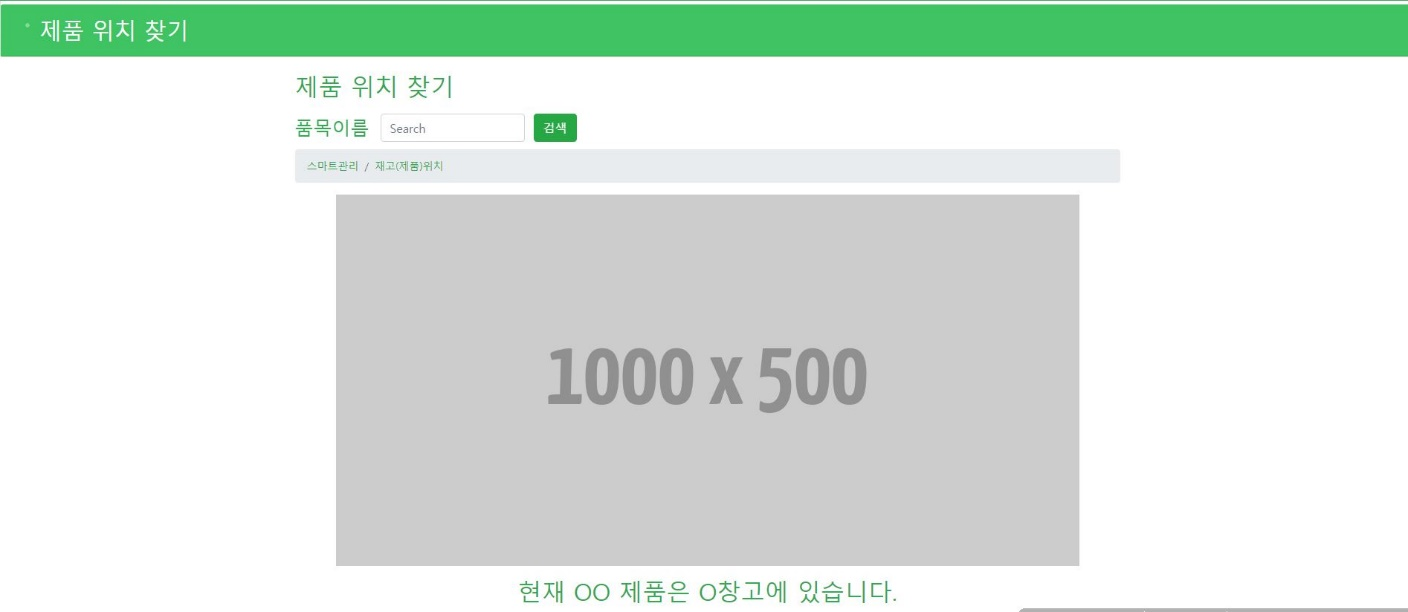 제품 위치 찾기
제품 위치 찾기
품목이름 Search 검색
스마트관리 / 재고(제품)위치
1000 x 500
현재 OO 제품은 O창고에 있습니다.